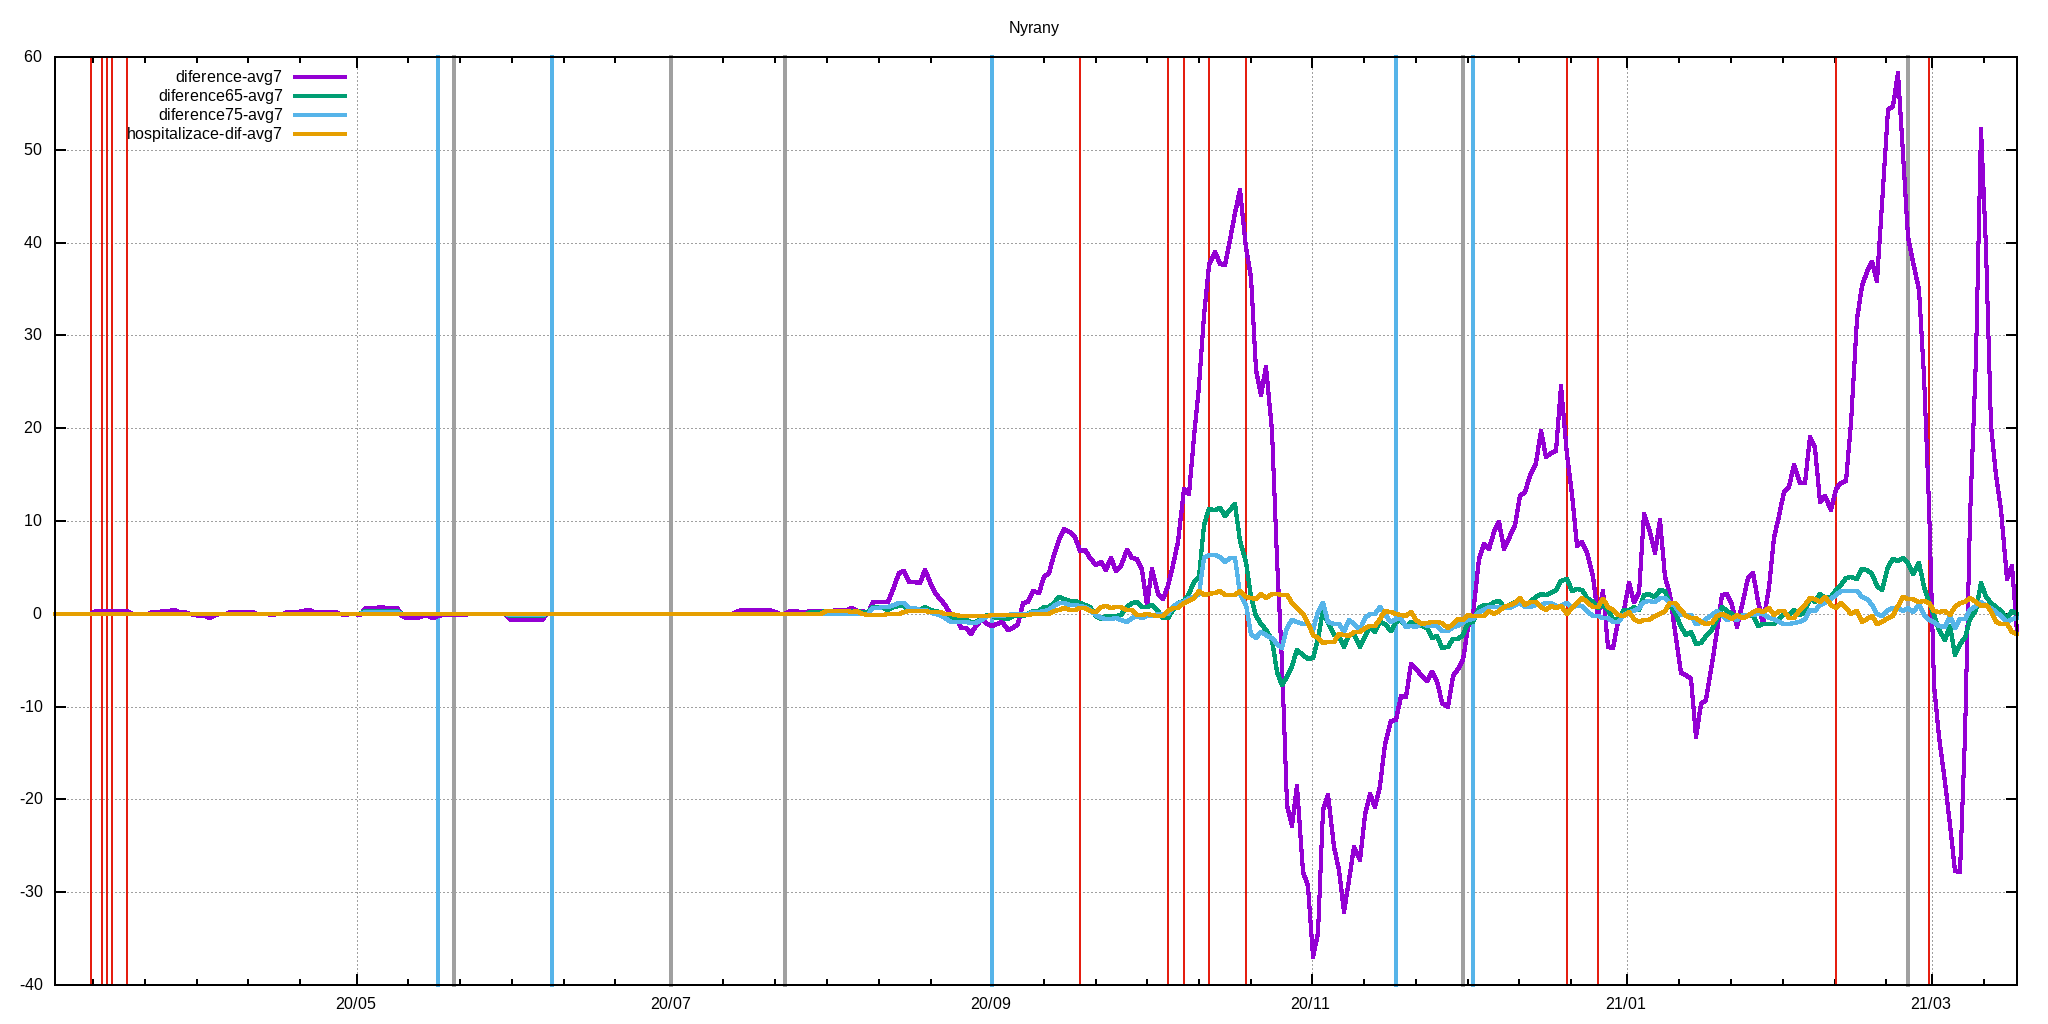 Nyrany
diference-avg7
diference65-avg7
diference75-avg7
hospitalizace-dif-avg7
60
50
40
30
20
10
0
-10
-20
-30
-40
20/05 20/07 20/09 20/11 21/01 21/03